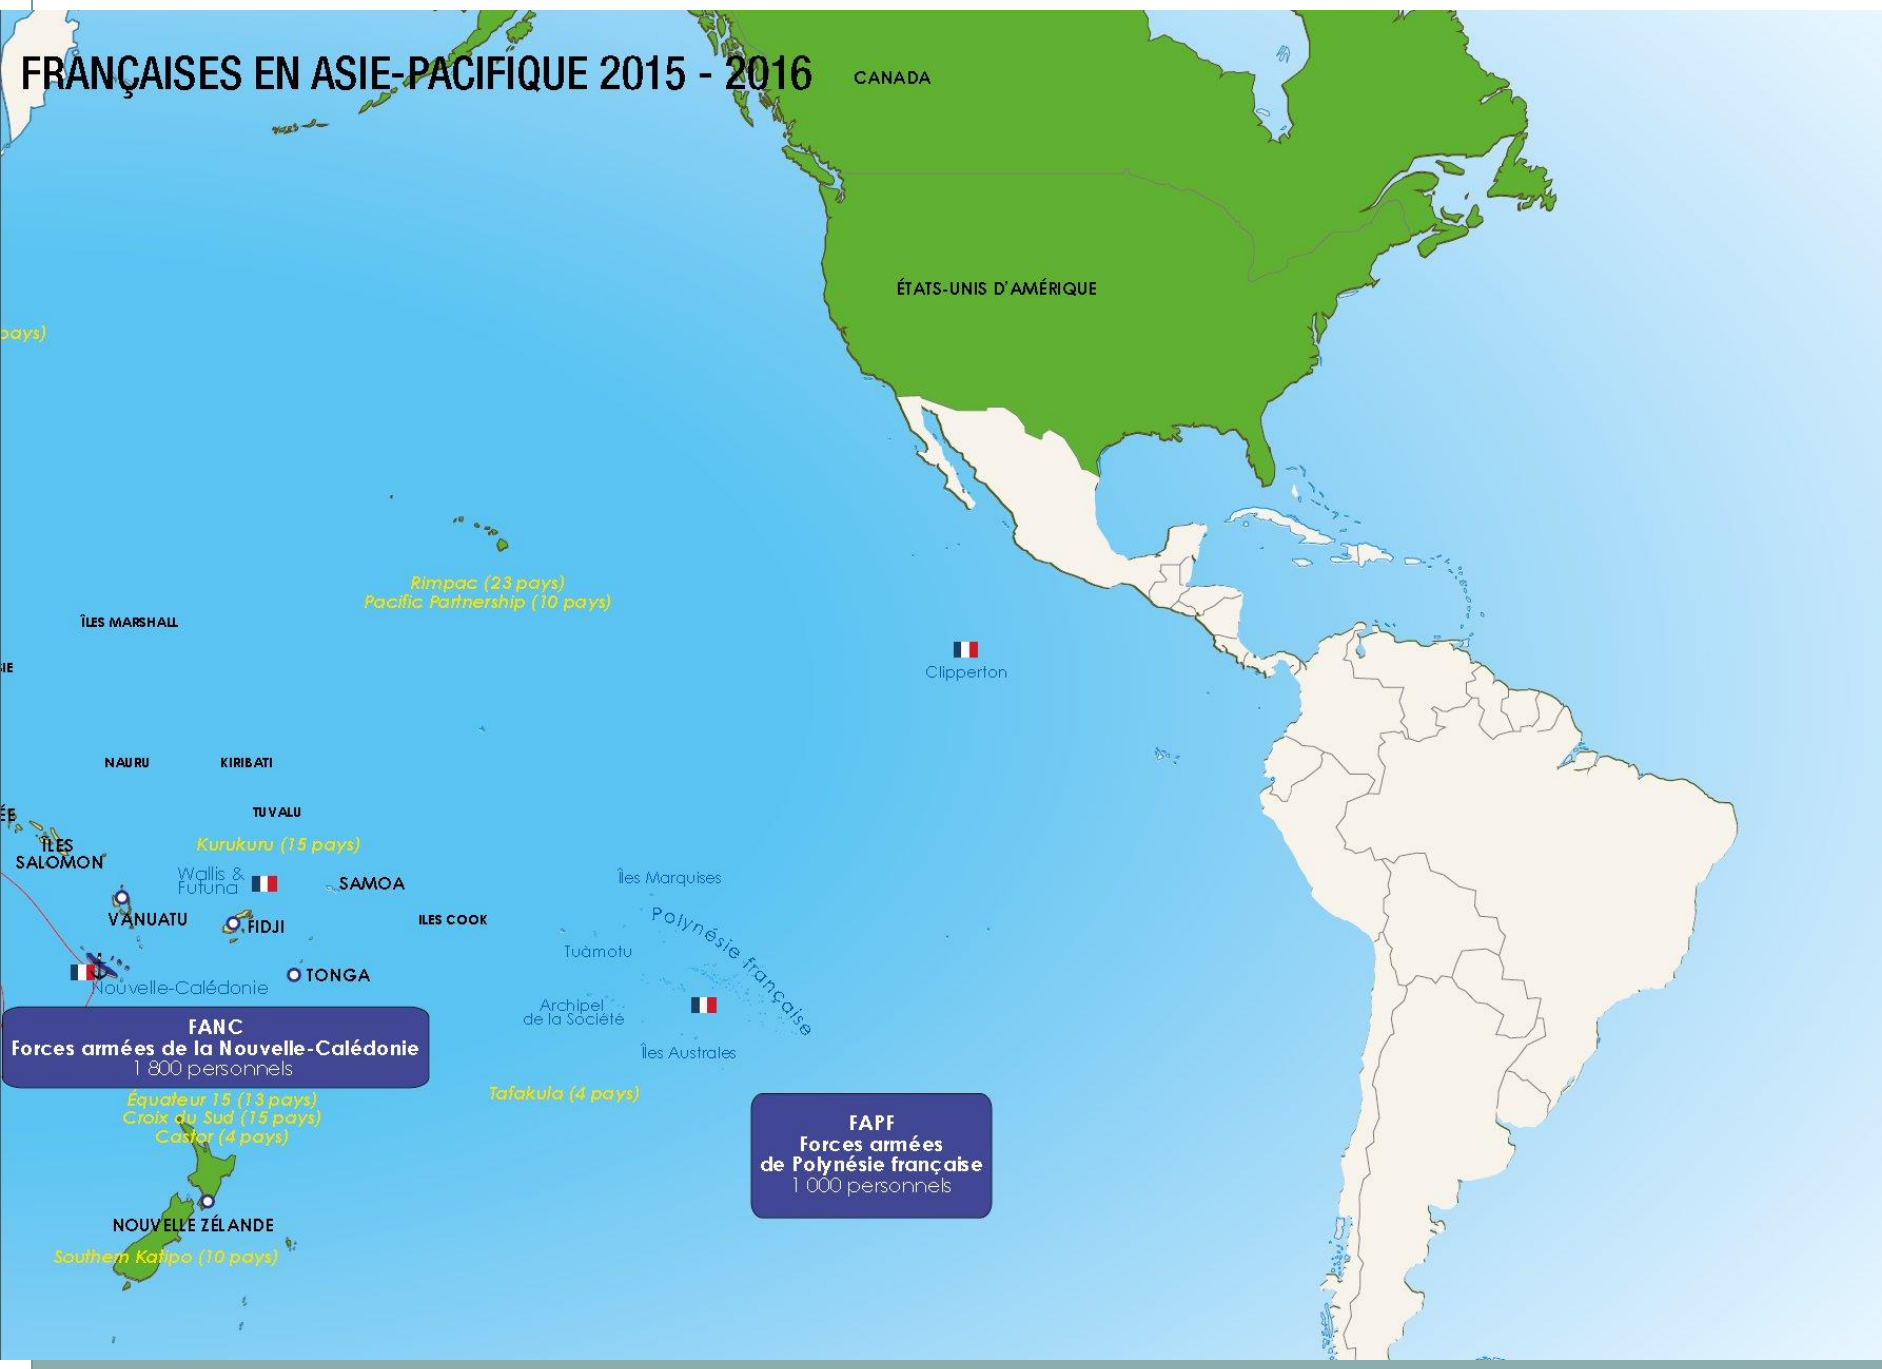 FRANÇAISES EN ASIE-PACIFIQUE 2015 - 2016
CANADA
ÉTATS-UNIS D'AMÉRIQUE
pays)
Rimpac (23 pays)
Pacific Partnership (10 pays)
ÎLES MARSHALL
IE
Clipperton
NAURU
KIRIBATI
TUVALU
ÉE
ÎLES
SALOMON
Kurukuru (15 pays)
Wallis &
Futuna
SAMOA
Îles Marquises
VANUATU
FIDJI
ILES COOK
Polynésie française
Tuamotu
TONGA
Nouvelle-Calédonie
Archipel
de la Société
Îles Australes
FANC
Forces armées de la Nouvelle-Calédonie
1 800 personnels
Équateur 15 (13 pays)
Croix du Sud (15 pays)
Castor (4 pays)
Tafakula (4 pays)
FAPF
Forces armées
de Polynésie française
1 000 personnels
NOUVELLE ZÉLANDE
Southern Katipo (10 pays)